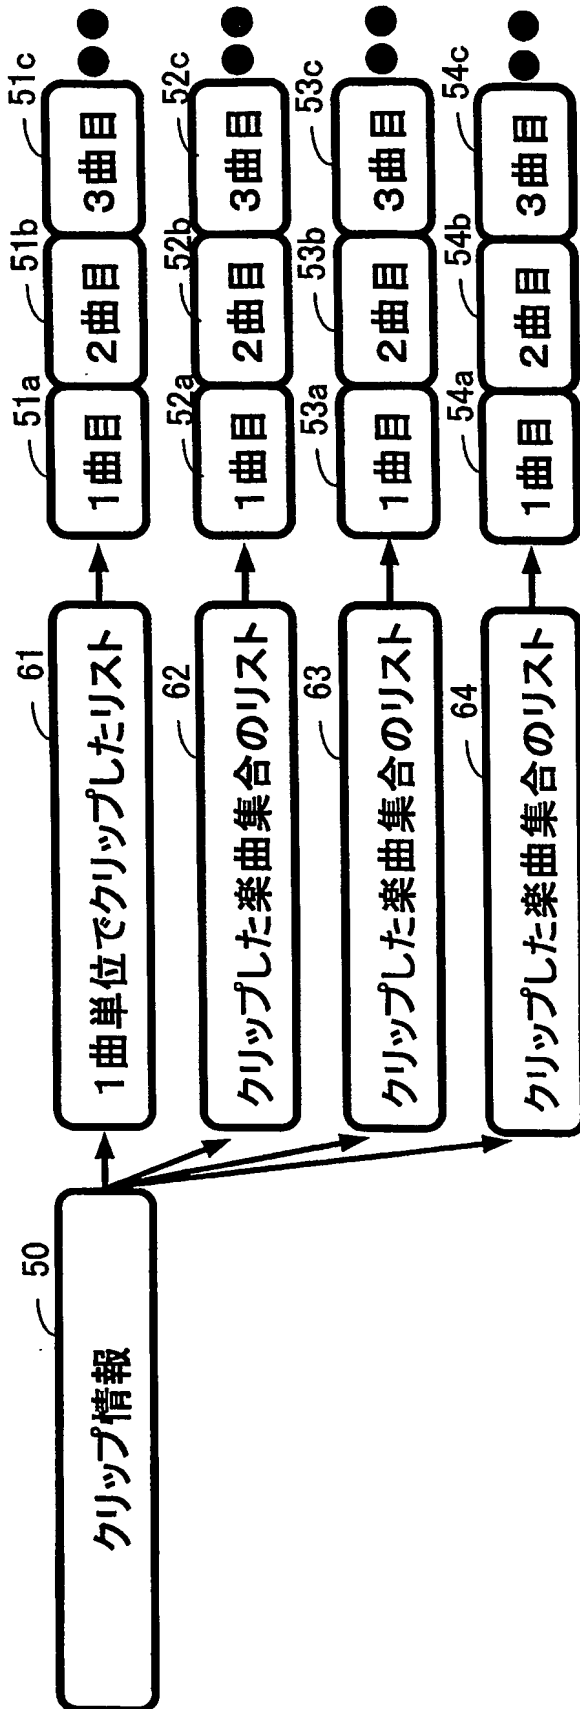 50
クリップ情報
61
1曲単位でクリップしたリスト
51a
1曲目
51b
2曲目
51c
3曲目
62
クリップした楽曲集合のリスト
52a
1曲目
52b
2曲目
52c
3曲目
63
クリップした楽曲集合のリスト
53a
1曲目
53b
2曲目
53c
3曲目
64
クリップした楽曲集合のリスト
54a
1曲目
54b
2曲目
54c
3曲目